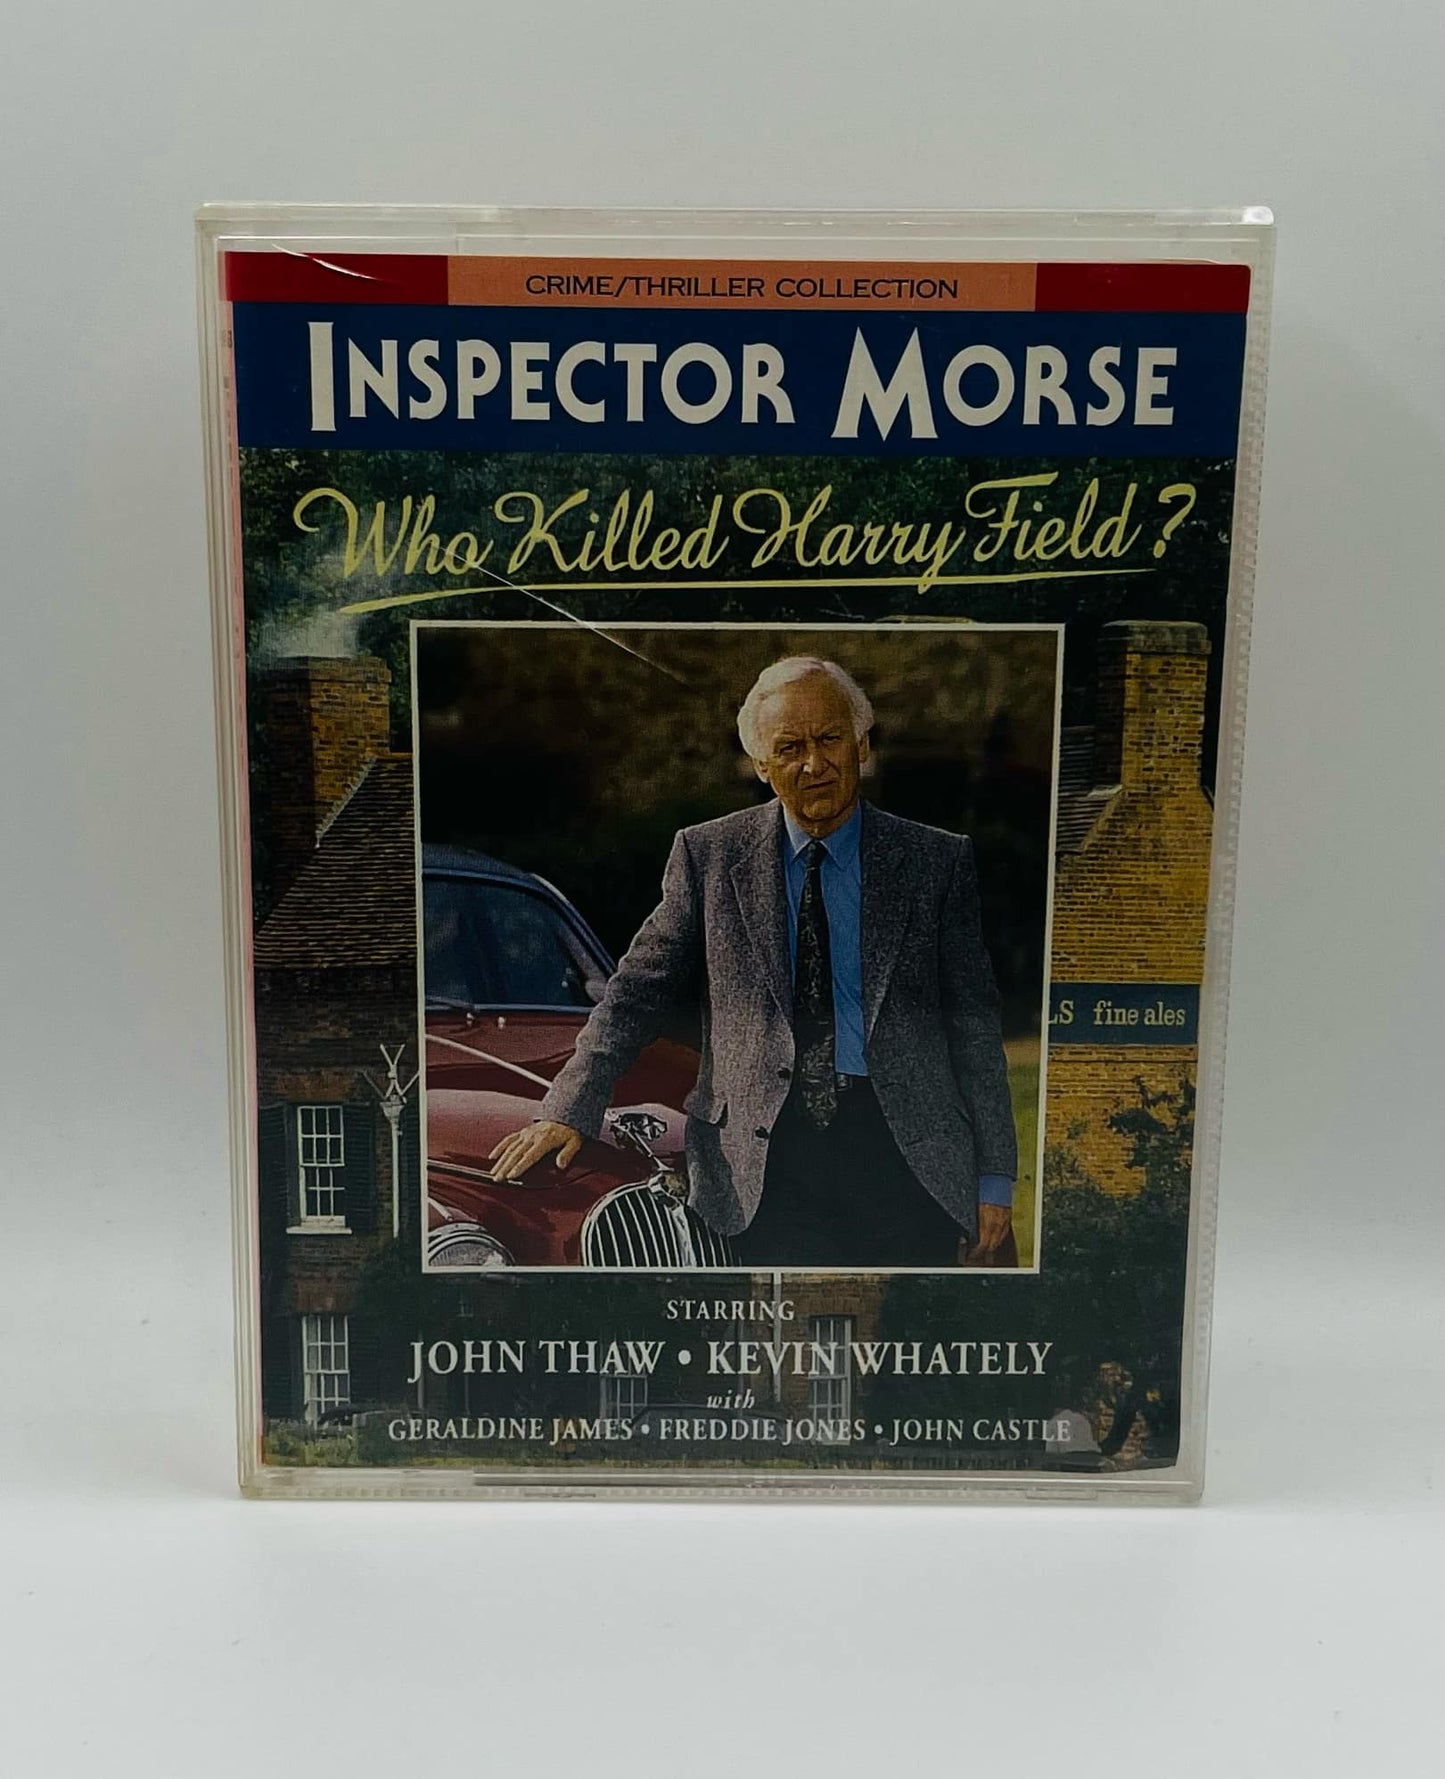 CRIME/THRILLER COLLECTION
INSPECTOR MORSE
Who Killed Harry Field?
LS fine ales
STARRING
JOHN THAW • KEVIN WHATELY
with
GERALDINE JAMES • FREDDIE JONES • JOHN CASTLE